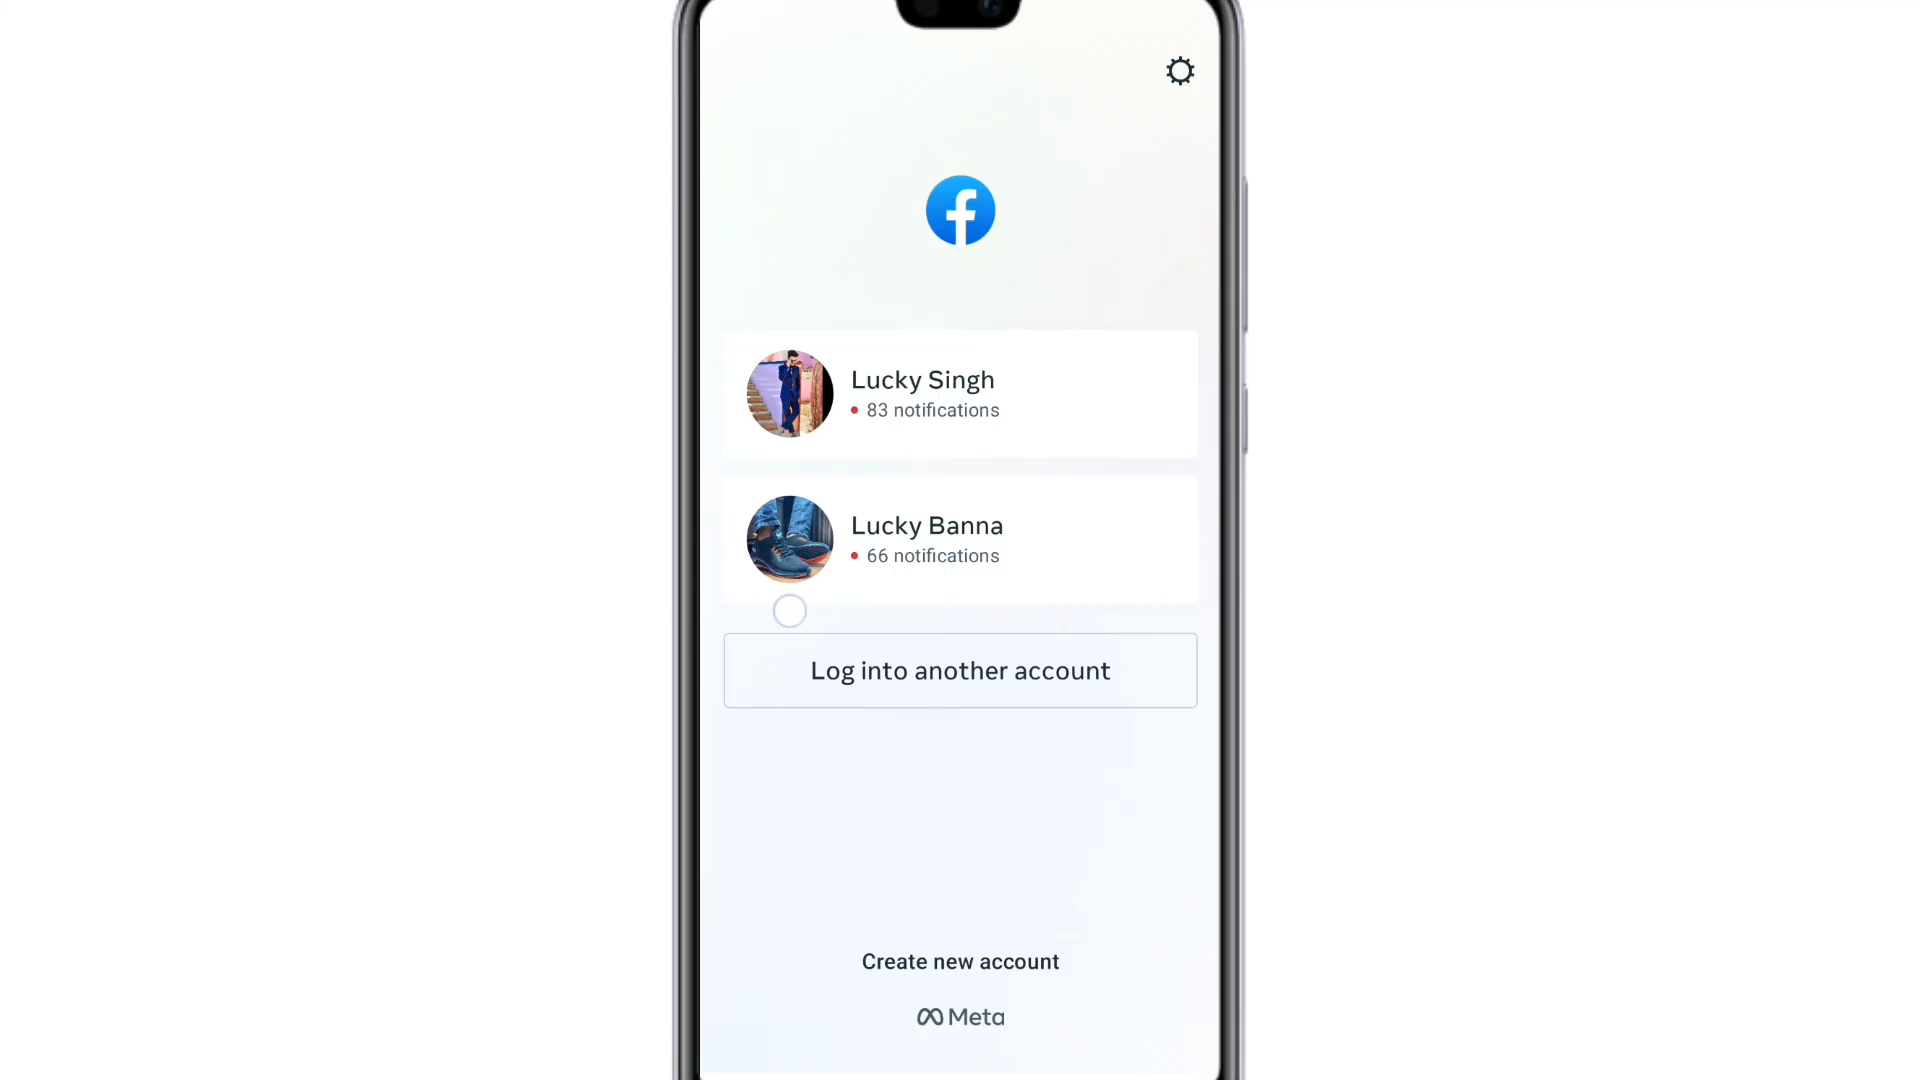 Lucky Singh
83 notifications
Lucky Banna
66 notifications
Log into another account
Create new account
Meta